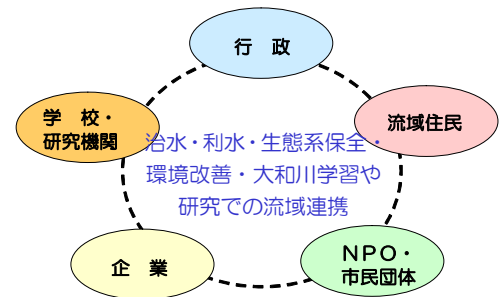 行　政
流域住民
学　校・
研究機関
治水・利水・生態系保全・
環境改善・大和川学習や
研究での流域連携
企　業
ＮＰＯ・
市民団体